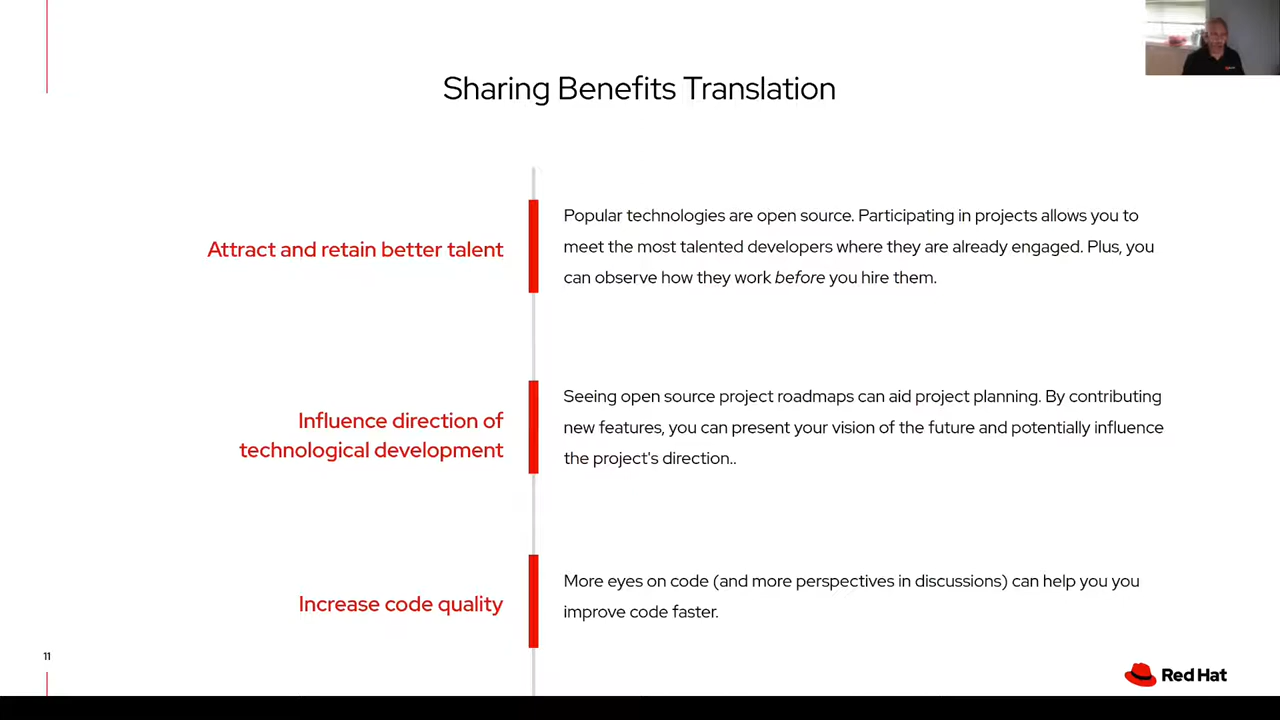 Sharing Benefits Translation
Attract and retain better talent
Popular technologies are open source. Participating in projects allows you to
meet the most talented developers where they are already engaged. Plus, you
can observe how they work before you hire them.
Influence direction of
technological development
Seeing open source project roadmaps can aid project planning. By contributing
new features, you can present your vision of the future and potentially influence
the project's direction..
Increase code quality
More eyes on code (and more perspectives in discussions) can help you you
improve code faster.
11
Red Hat